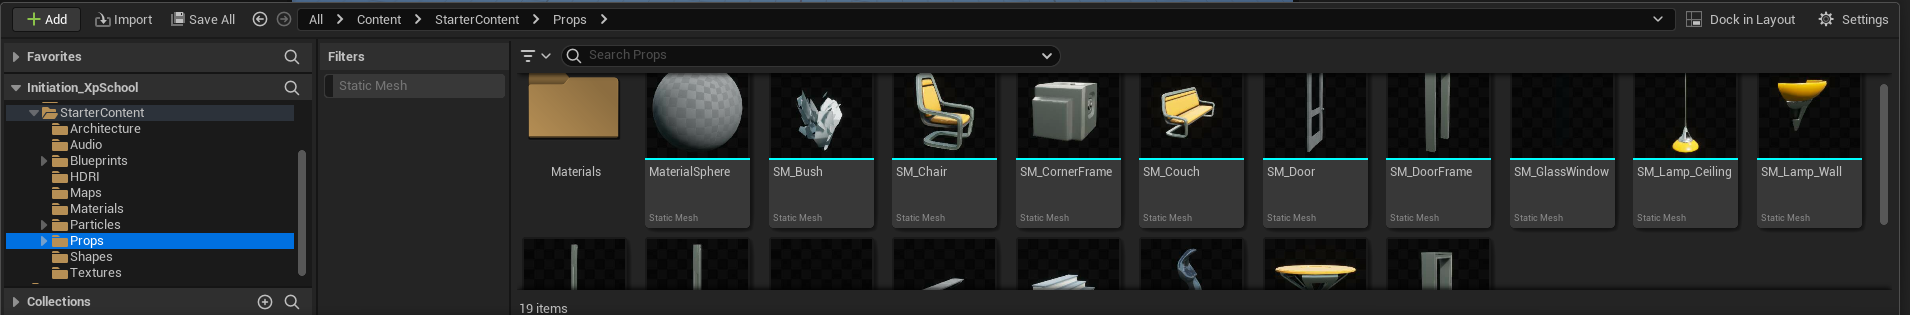 Add Import Save All All Content StarterContent Props Dock in Layout Settings
Favorites
Filters
Search Props
Static Mesh
Initiation_XpSchool
StarterContent
Architecture
Audio
Blueprints
HDRI
Maps
Materials
Particles
Props
Shapes
Textures
Collections
Materials MaterialSphere SM_Bush SM_Chair SM_CornerFrame SM_Couch SM_Door SM_DoorFrame SM_GlassWindow SM_Lamp_Ceiling SM_Lamp_Wall
Static Mesh Static Mesh Static Mesh Static Mesh Static Mesh Static Mesh Static Mesh Static Mesh Static Mesh Static Mesh
19 items